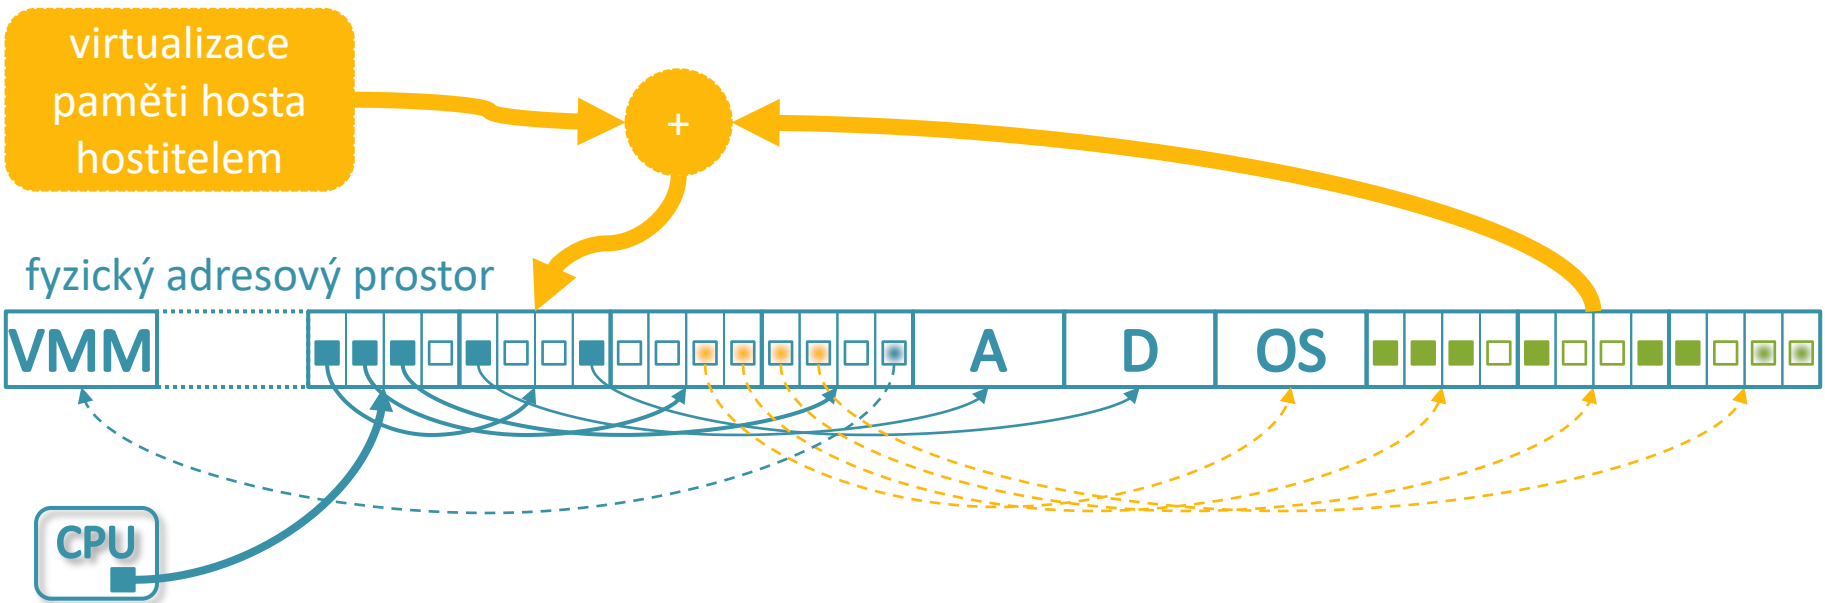 virtualizace
paměti hosta
hostitelem
+
fyzický adresový prostor
VMM A D OS
CPU